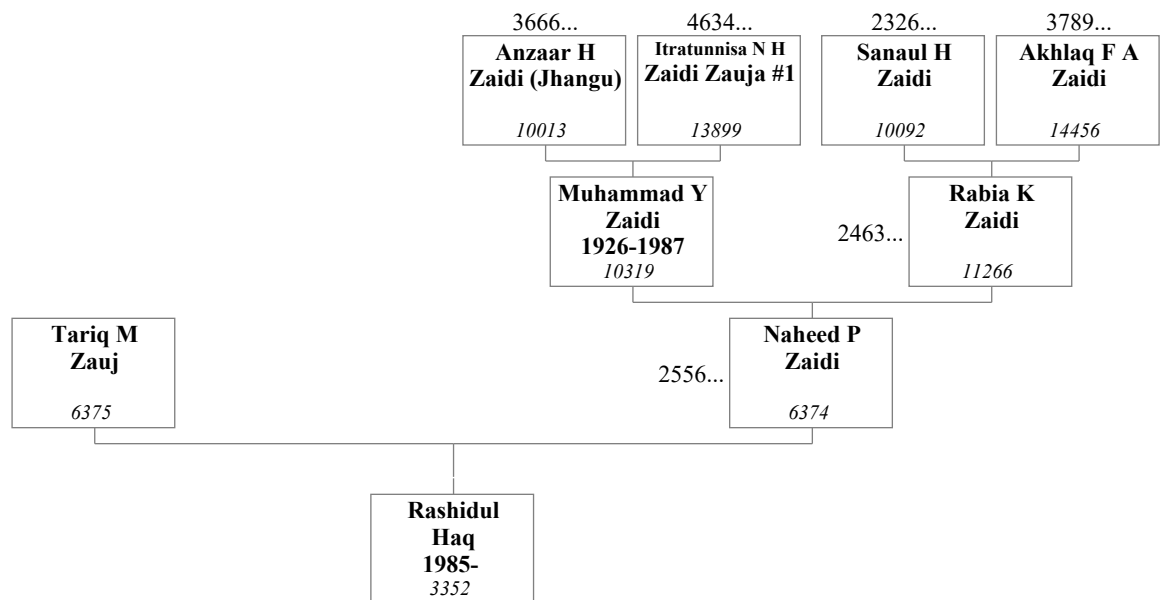 3666...
4634...
2326...
3789...
Anzaar H
Zaidi (Jhangu)
10013
Itratunnisa N H
Zaidi Zauja #1
13899
Sanaul H
Zaidi
10092
Akhlaq F A
Zaidi
14456
Muhammad Y
Zaidi
1926-1987
10319
2463...
Rabia K
Zaidi
11266
Tariq M
Zauj
6375
2556...
Naheed P
Zaidi
6374
Rashidul
Haq
1985-
3352